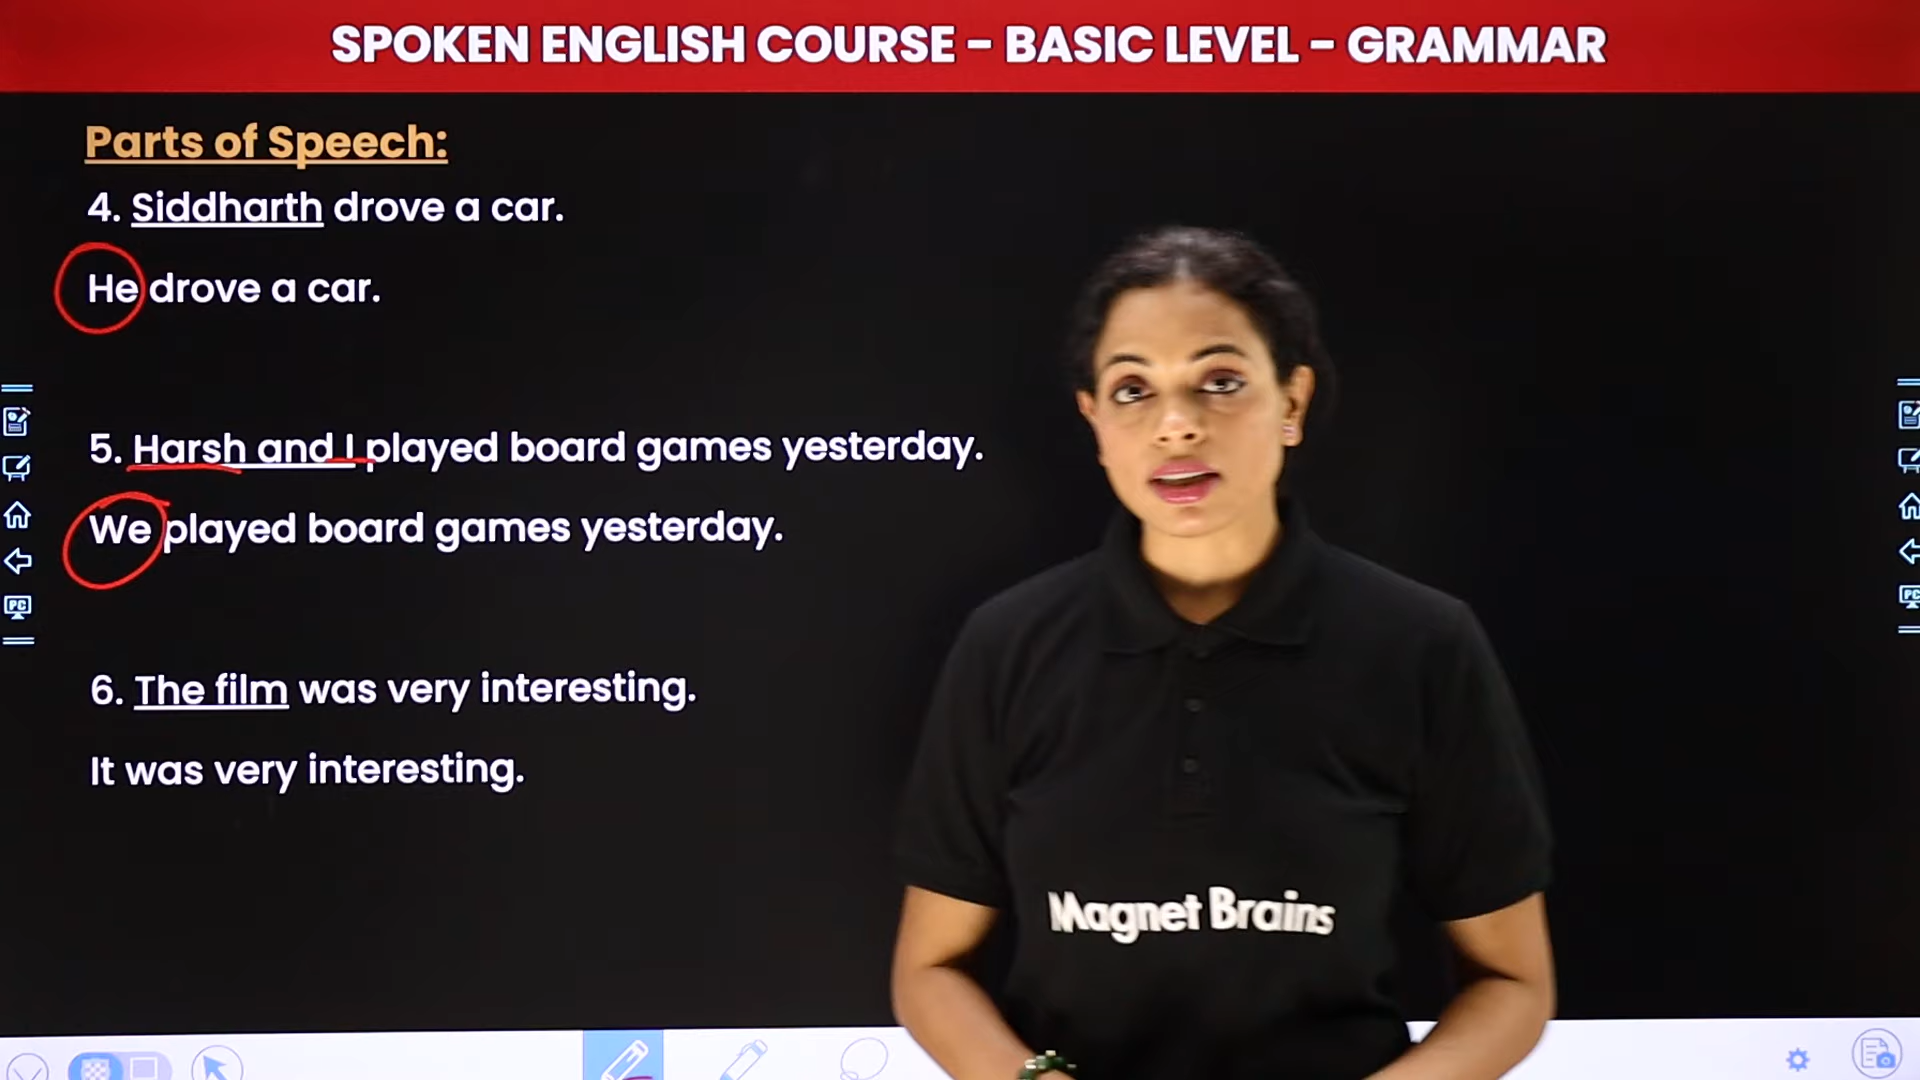 SPOKEN ENGLISH COURSE - BASIC LEVEL - GRAMMAR
Parts of Speech:
4. Siddharth drove a car.
He drove a car.
5. Harsh and I played board games yesterday.
We played board games yesterday.
6. The film was very interesting.
It was very interesting.
Magnet Brains
PC
PC